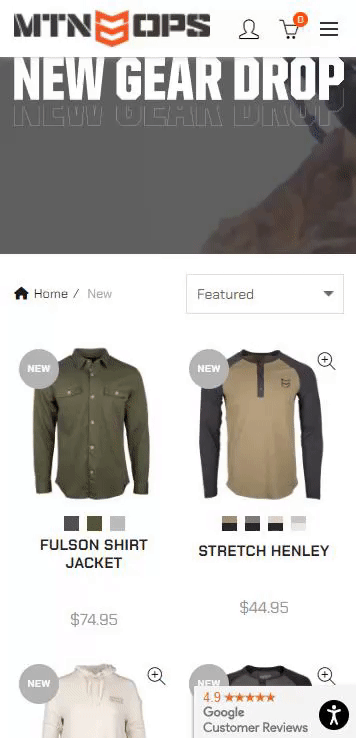 MTN OPS
0
NEW GEAR DROP
NEW GEAR DROP
Home / New
Featured
NEW
NEW
FULSON SHIRT
JACKET
STRETCH HENLEY
$74.95
$44.95
NEW
NEW
4.9 ★★★★★
Google
Customer Reviews